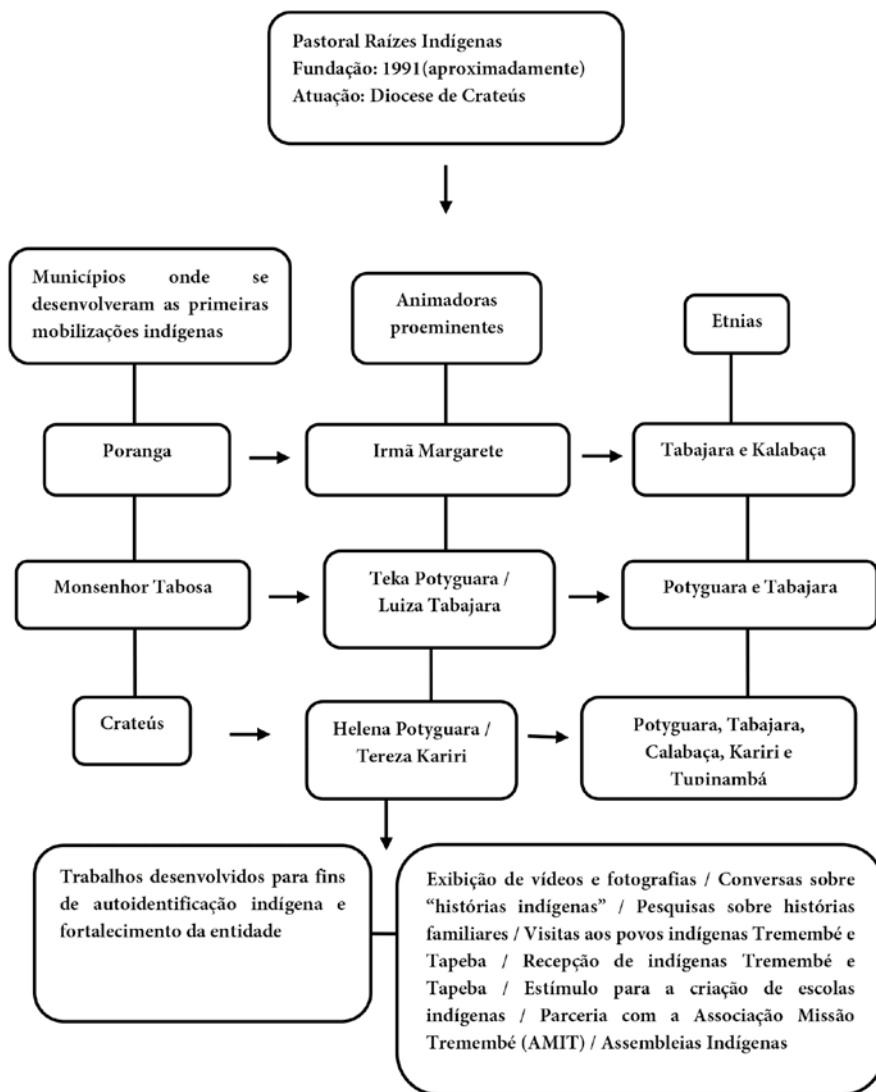 Pastoral Raízes Indígenas
Fundação: 1991(aproximadamente)
Atuação: Diocese de Crateús
Municípios onde se
desenvolveram as primeiras
mobilizações indígenas
Animadoras
proeminentes
Etnias
Poranga
Irmã Margarete
Tabajara e Kalabaça
Monsenhor Tabosa
Teka Potyguara /
Luiza Tabajara
Potyguara e Tabajara
Crateús
Helena Potyguara /
Tereza Kariri
Potyguara, Tabajara,
Calabaça, Kariri e
Tupinambá
Trabalhos desenvolvidos para fins
de autoidentificação indígena e
fortalecimento da entidade
Exibição de vídeos e fotografias / Conversas sobre
“histórias indígenas” / Pesquisas sobre histórias
familiares / Visitas aos povos indígenas Tremembé e
Tapeba / Recepção de indígenas Tremembé e
Tapeba / Estímulo para a criação de escolas
indígenas / Parceria com a Associação Missão
Tremembé (AMIT) / Assembleias Indígenas